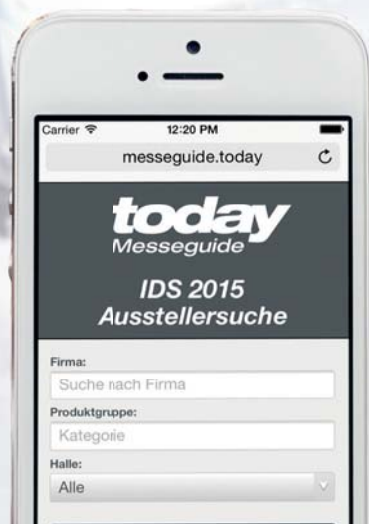 Carrier 12:20 PM
messeguide.today
today
Messeguide
IDS 2015
Ausstellersuche
Firma:
Suche nach Firma
Produktgruppe:
Kategorie
Halle:
Alle